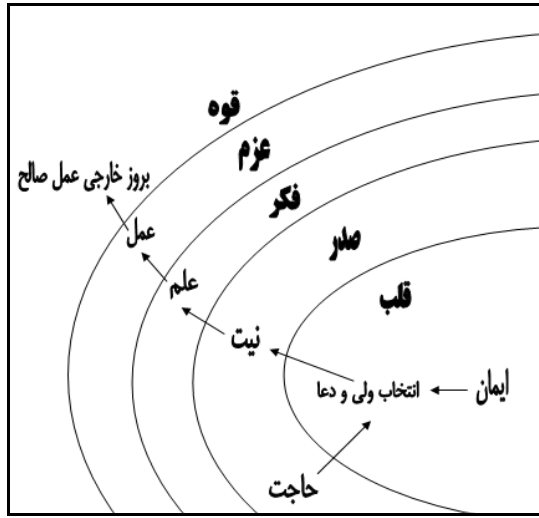 قوه
عزم
بروز خارجی عمل صالح
فکر
عمل
صدر
علم
قلب
نیت
ایمان
انتخاب ولی و دعا
حاجت